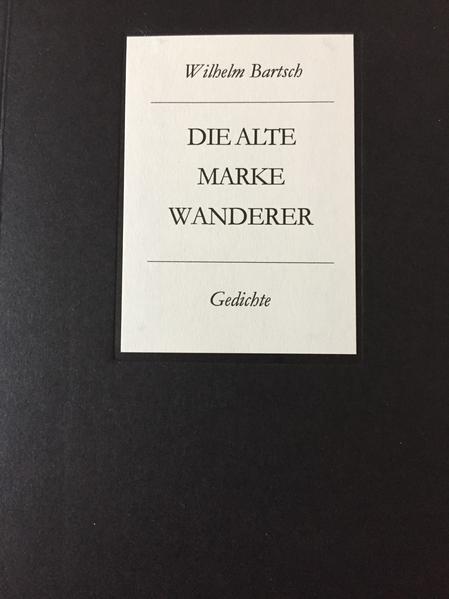 Wilhelm Bartsch
DIE ALTE
MARKE
WANDERER
Gedichte